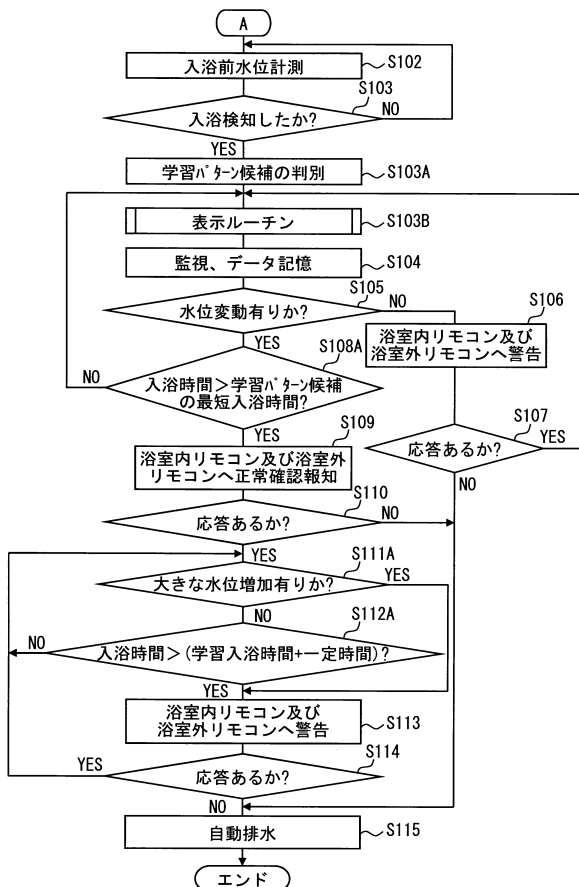 A
入浴前水位計測
S102
S103
入浴検知したか?
NO
YES
学習パターン候補の判別
S103A
表示ルーチン
S103B
監視、データ記憶
S104
S105
水位変動有りか?
NO
YES
S106
浴室内リモコン及び
浴室外リモコンへ警告
S108A
入浴時間>学習パターン候補
の最短入浴時間?
NO
YES
S107
応答あるか?
YES
NO
S109
浴室内リモコン及び浴室外
リモコンへ正常確認報知
S110
応答あるか?
NO
YES
S111A
大きな水位増加有りか?
YES
NO
S112A
入浴時間>(学習入浴時間+一定時間)?
NO
YES
浴室内リモコン及び
浴室外リモコンへ警告
S113
S114
応答あるか?
YES
NO
自動排水
S115
エンド